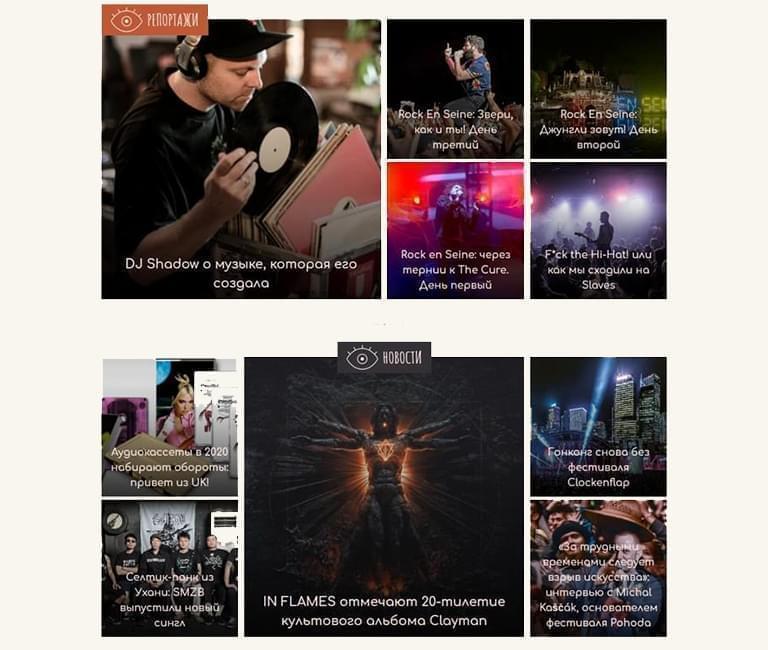 РЕПОРТАЖИ
DJ Shadow о музыке, которая его
создала
Rock En Seine: Звери,
как и ты! День
третий
Rock En Seine:
Джунгли зовут! День
второй
Rock en Seine: через
тернии к The Cure.
День первый
F*ck the Hi-Hat! или
как мы сходили на
Slaves
НОВОСТИ
Аудиокассеты в 2020
набирают обороты:
привет из UK!
Селтик-панк из
Ухани: SMZB
выпустили новый
сингл
IN FLAMES отмечают 20-тилетие
культового альбома Clayman
Гонконг снова без
фестиваля
Clockenflap
«За трудными
временами следует
взрыв искусства»:
интервью с Michal
Kaščák, основателем
фестиваля Pohoda